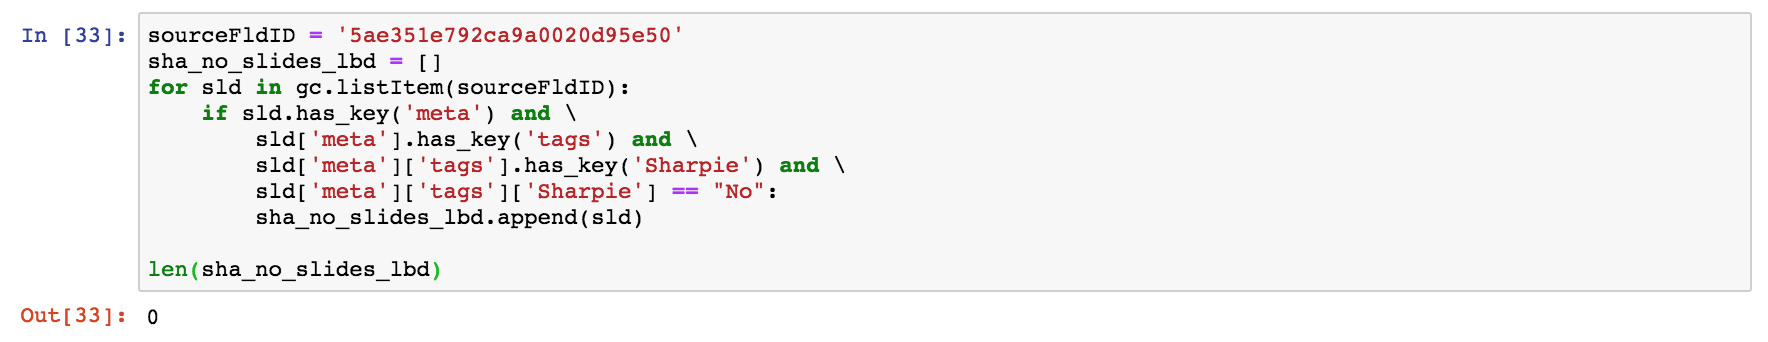 In [33]: sourceFldID = '5ae351e792ca9a0020d95e50'
sha_no_slides_lbd = []
for sld in gc.listItem(sourceFldID):
    if sld.has_key('meta') and \
        sld['meta'].has_key('tags') and \
        sld['meta']['tags'].has_key('Sharpie') and \
        sld['meta']['tags']['Sharpie'] == "No":
        sha_no_slides_lbd.append(sld)
len(sha_no_slides_lbd)
Out[33]: 0